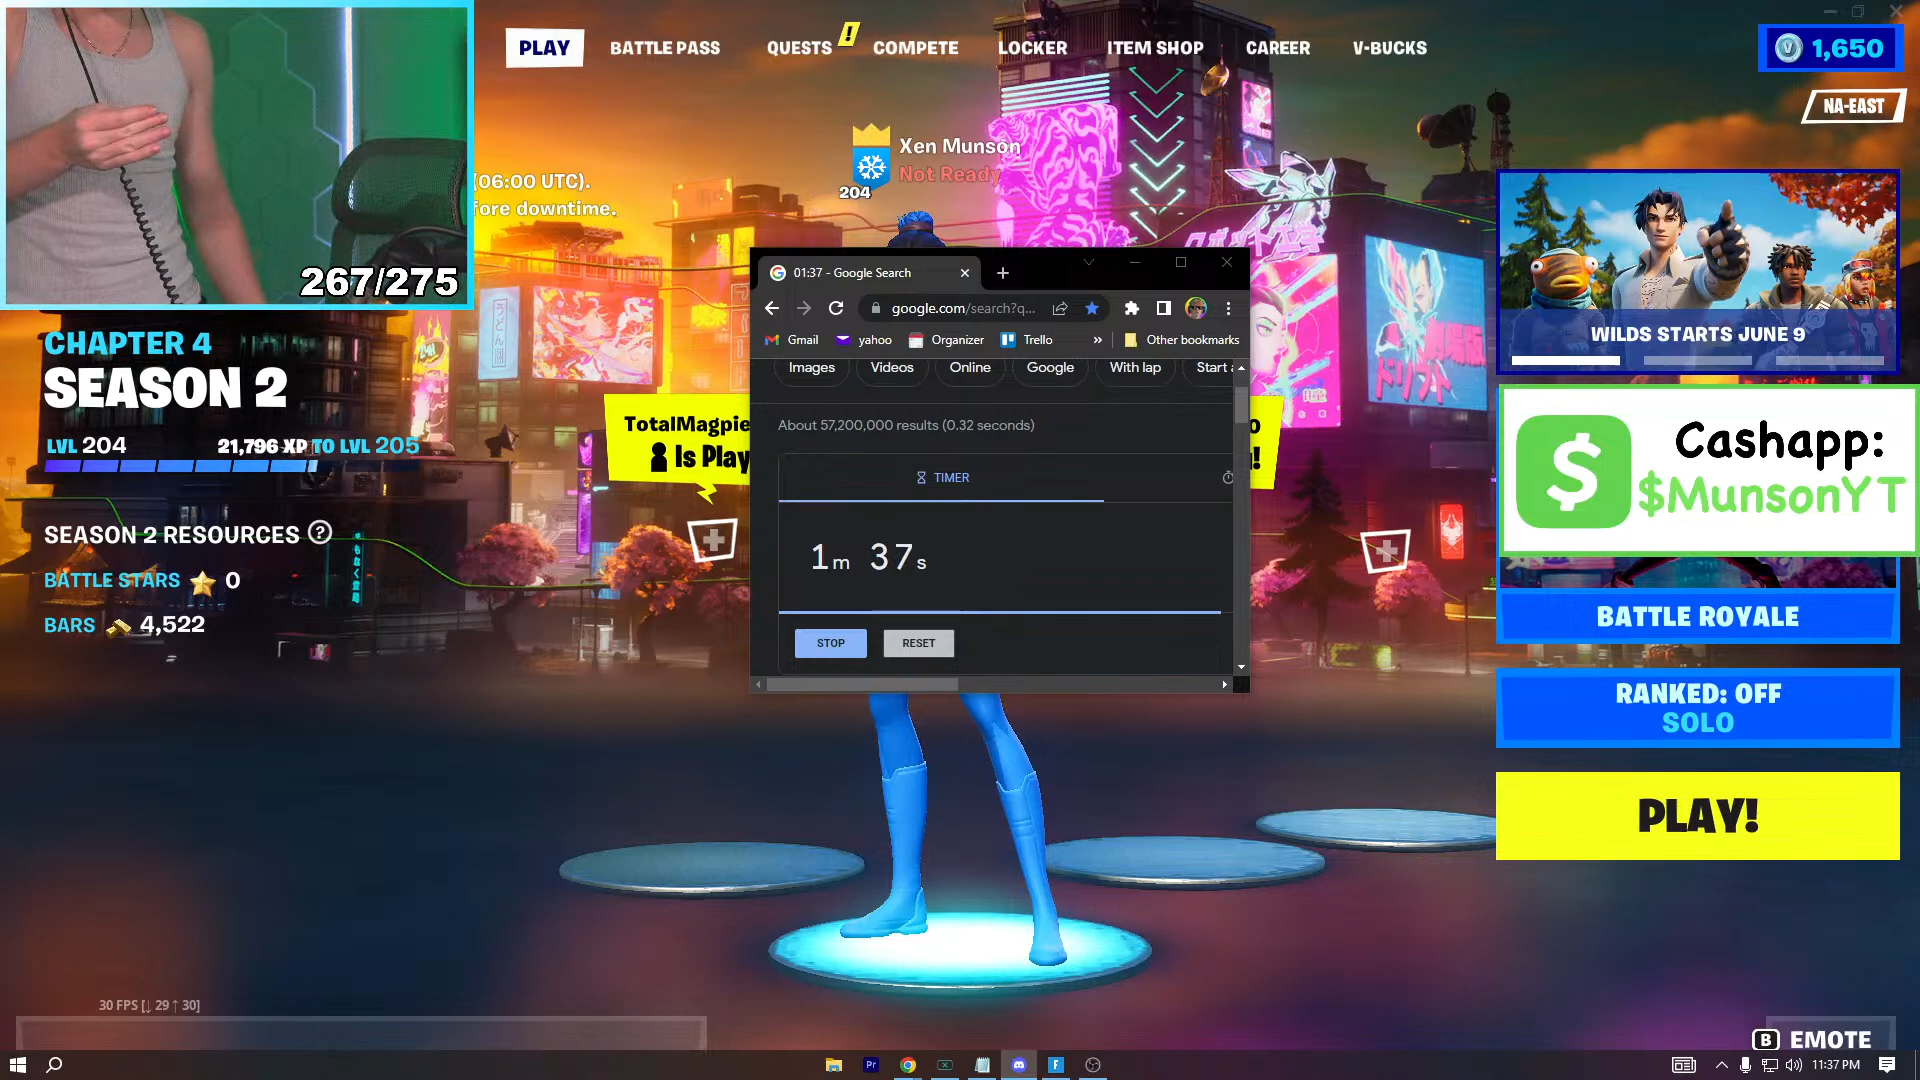 PLAY
BATTLE PASS
QUESTS
!
COMPETE
LOCKER
ITEM SHOP
CAREER
V-BUCKS
1,650
NA-EAST
267/275
(06:00 UTC).
fore downtime.
204
Xen Munson
Not Ready
CHAPTER 4
SEASON 2
LVL 204
21,796 XP TO LVL 205
SEASON 2 RESOURCES ?
BATTLE STARS 0
BARS 4,522
TotalMagpie
Is Play
o
!
01:37 - Google Search
google.com/search?q...
Gmail
yahoo
Organizer
Trello
»
Other bookmarks
Images
Videos
Online
Google
With lap
Start a
About 57,200,000 results (0.32 seconds)
TIMER
1m 37s
STOP
RESET
WILDS STARTS JUNE 9
Cashapp:
$MunsonYT
BATTLE ROYALE
RANKED: OFF
SOLO
PLAY!
30 FPS [↓ 29 ↑ 30]
B EMOTE
Pr
F
11:37 PM